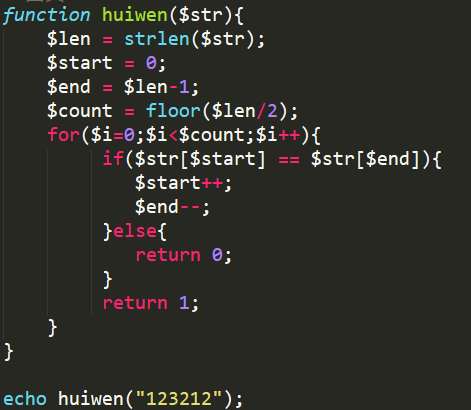 function huiwen($str){
    $len = strlen($str);
    $start = 0;
    $end = $len-1;
    $count = floor($len/2);
    for($i=0;$i<$count;$i++){
         if($str[$start] == $str[$end]){
            $start++;
            $end--;
         }else{
            return 0;
         }
         return 1;
    }
}
echo huiwen("123212");